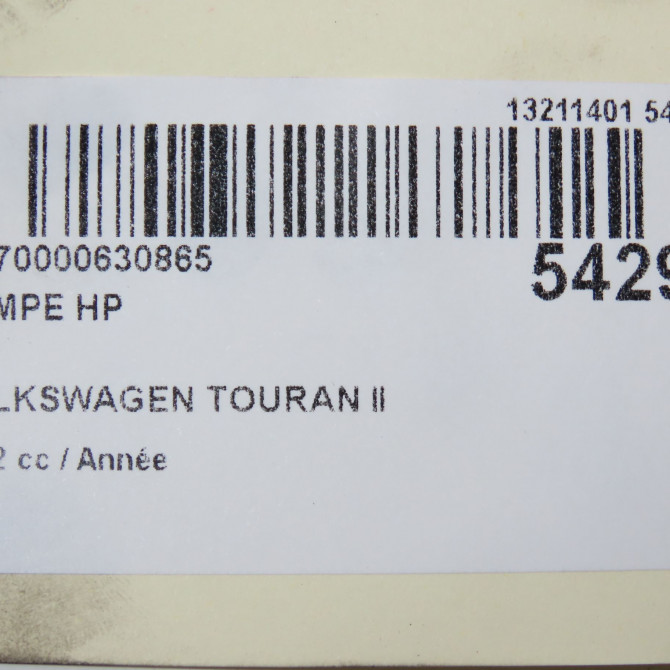 13211401 54
70000630865
5429
MPE HP
LKSWAGEN TOURAN II
2 cc / Année